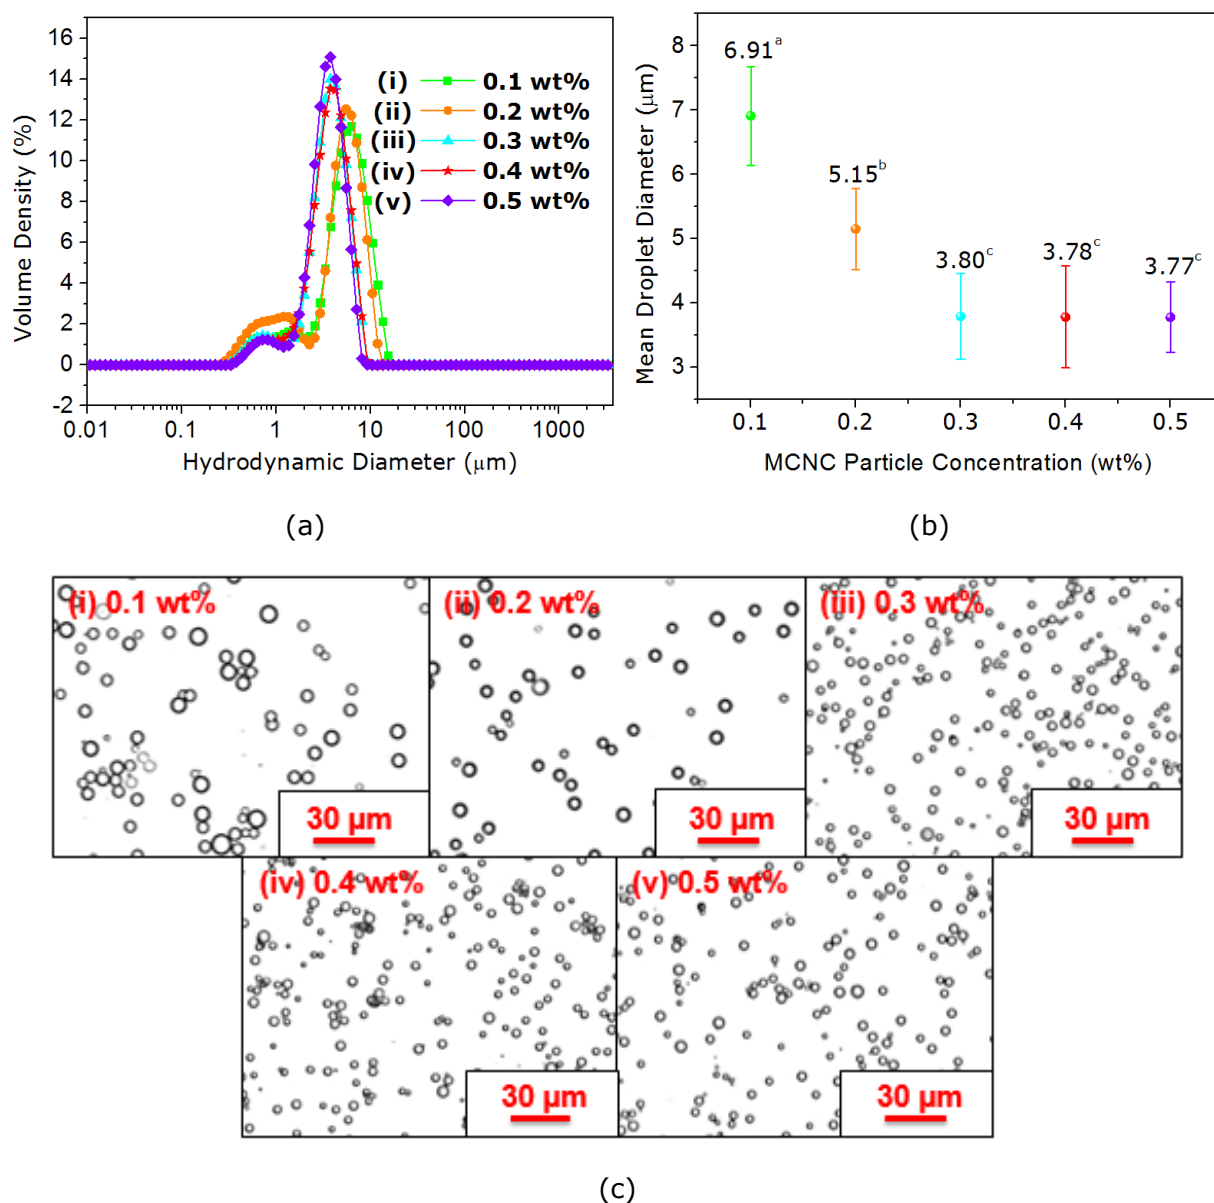 16
14
12
10
8
6
4
2
0
-2
Volume Density (%)
(i) 0.1 wt%
(ii) 0.2 wt%
(iii) 0.3 wt%
(iv) 0.4 wt%
(v) 0.5 wt%
0.01 0.1 1 10 100 1000
Hydrodynamic Diameter (μm)
(a)
8
7
6
5
4
3
Mean Droplet Diameter (μm)
6.91ᵃ
5.15ᵇ
3.80ᶜ
3.78ᶜ
3.77ᶜ
0.1 0.2 0.3 0.4 0.5
MCNC Particle Concentration (wt%)
(b)
(i) 0.1 wt%
30 μm
(ii) 0.2 wt%
30 μm
(iii) 0.3 wt%
30 μm
(iv) 0.4 wt%
30 μm
(v) 0.5 wt%
30 μm
(c)